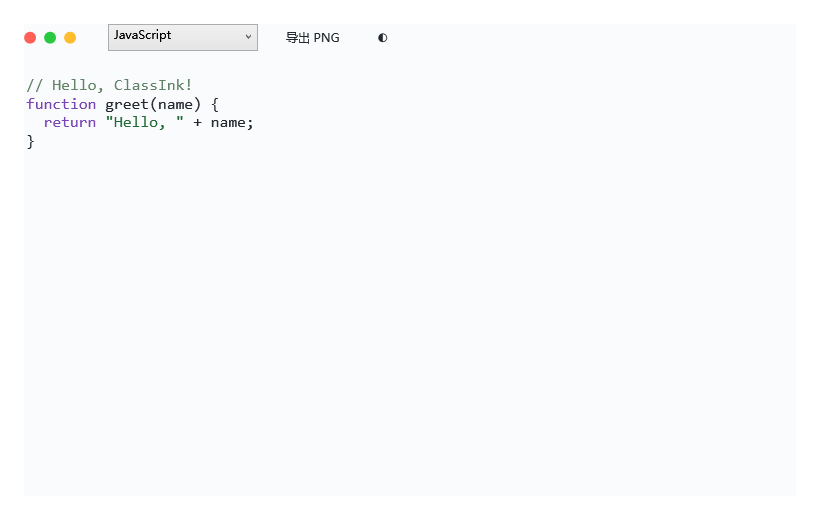 JavaScript
导出 PNG
// Hello, ClassInk!
function greet(name) {
  return "Hello, " + name;
}